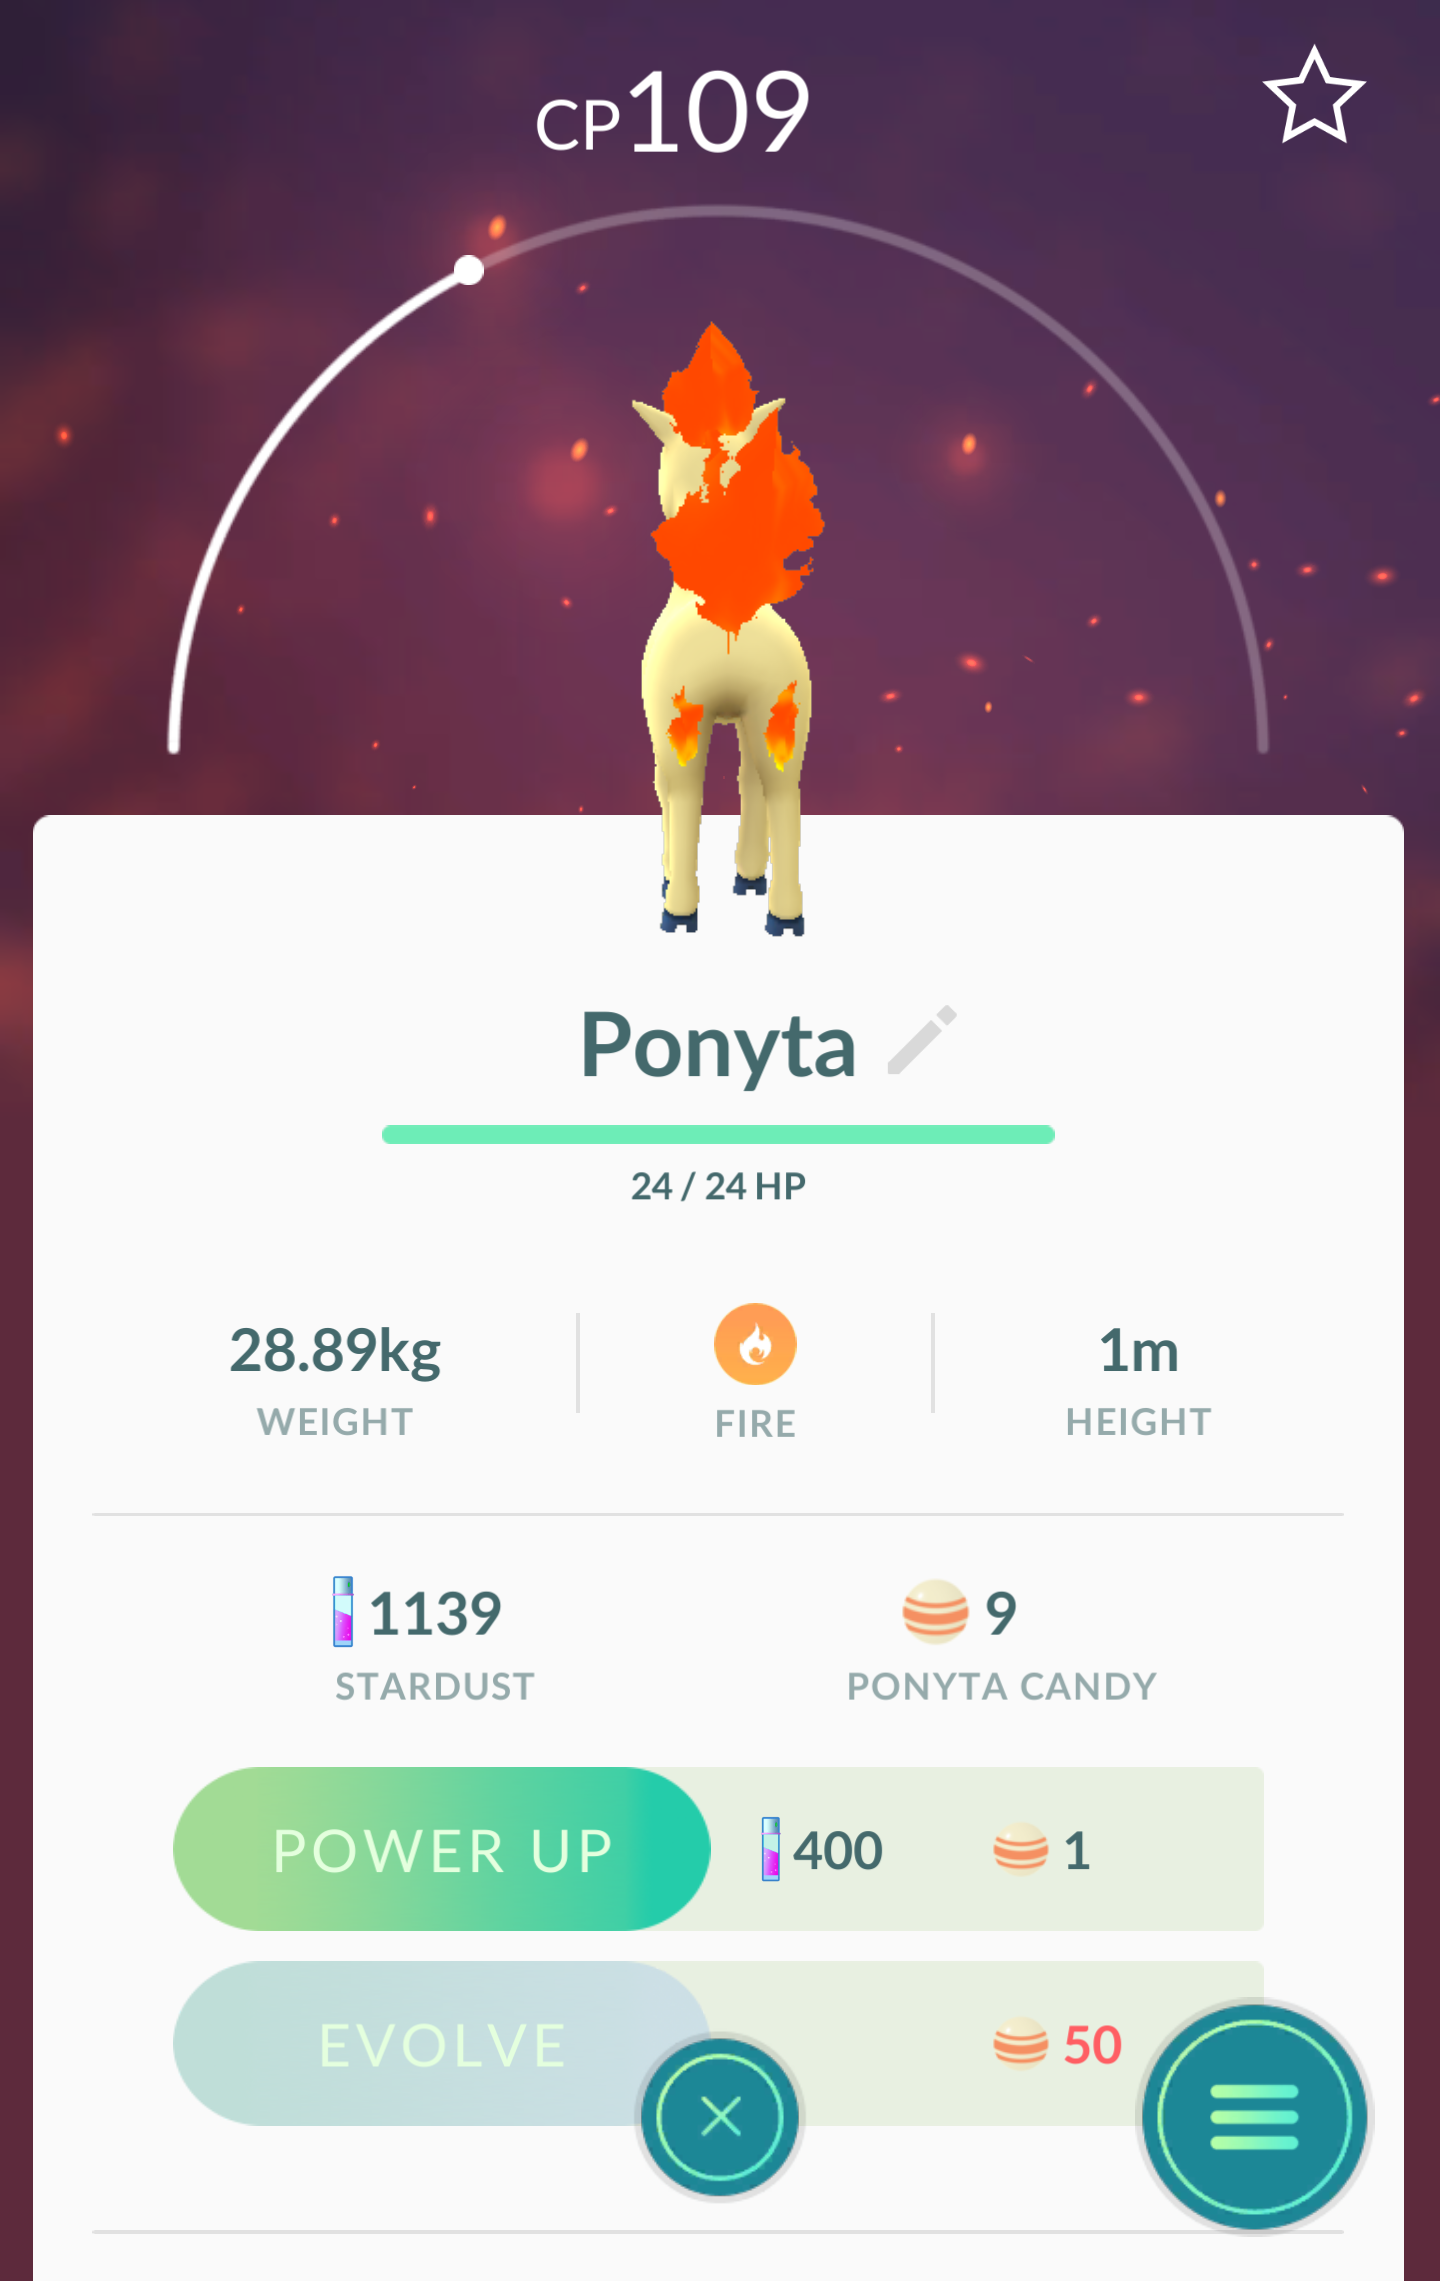 CP109
Ponyta
24 / 24 HP
28.89kg
WEIGHT
FIRE
1m
HEIGHT
1139
STARDUST
9
PONYTA CANDY
POWER UP 400 1
EVOLVE 50